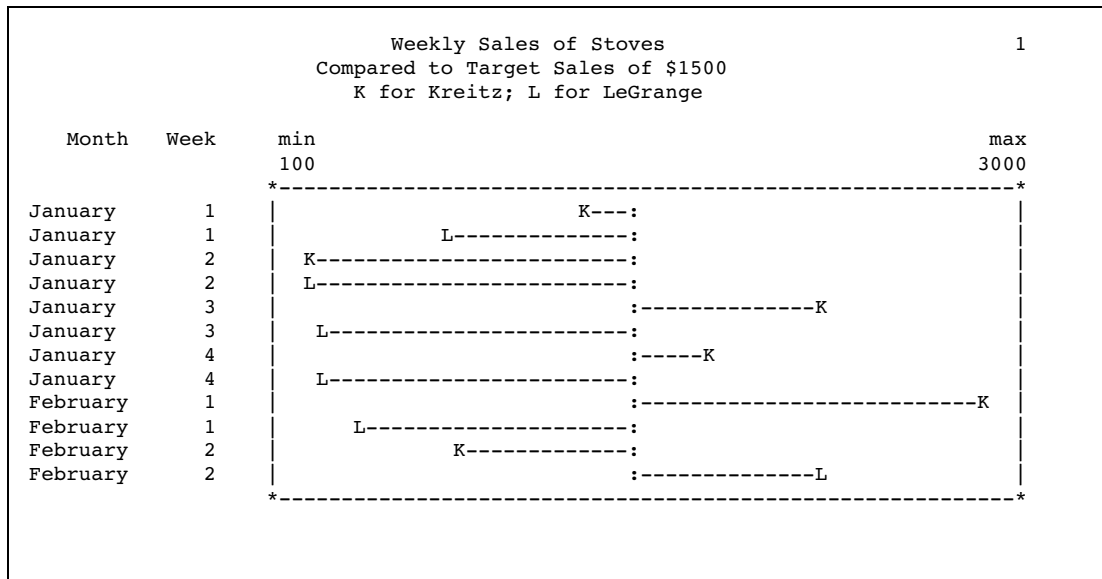 Weekly Sales of Stoves 1
Compared to Target Sales of $1500
K for Kreitz; L for LeGrange
Month Week min max
100 3000
*-----------------------------------------------------------*
January 1 | K---: |
January 1 | L--------------: |
January 2 | K-------------------------: |
January 2 | L-------------------------: |
January 3 | :--------------K |
January 3 | L------------------------: |
January 4 | :-----K |
January 4 | L------------------------: |
February 1 | :---------------------------K |
February 1 | L---------------------: |
February 2 | K-------------: |
February 2 | :--------------L |
*-----------------------------------------------------------*